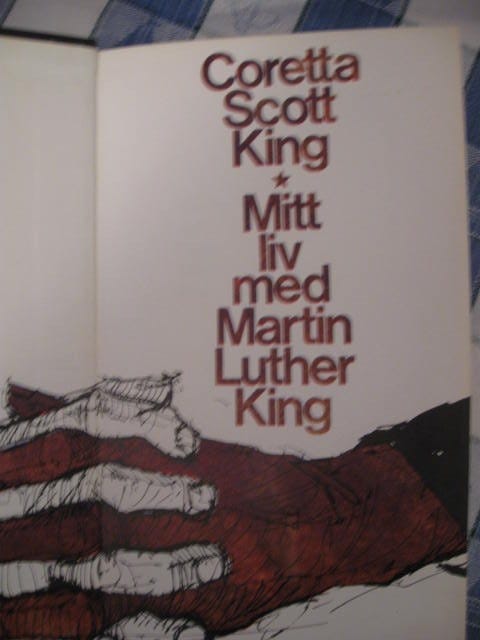 Coretta
Scott
King
★
Mitt
liv
med
Martin
Luther
King